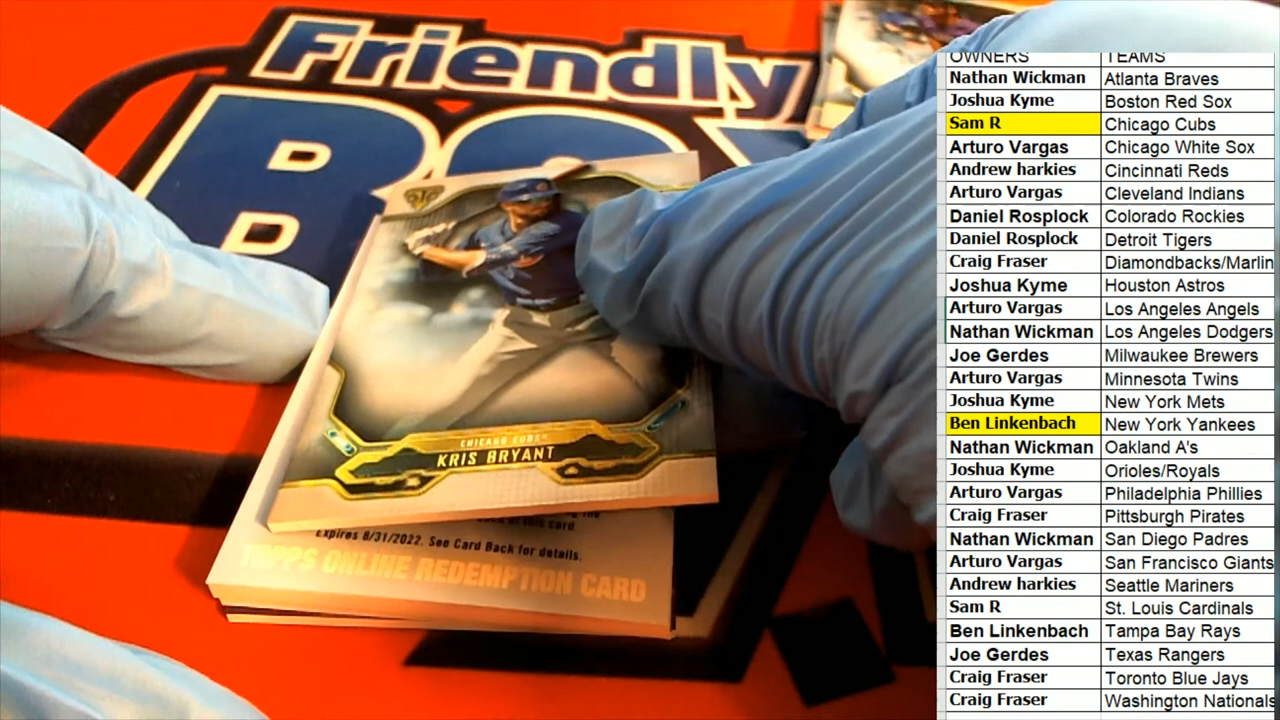 Friendly
BOX
CHICAGO CUBS
KRIS BRYANT
back of this card.
Expires 8/31/2022. See Card Back for details.
TOPPS ONLINE REDEMPTION CARD
OWNERS TEAMS
Nathan Wickman Atlanta Braves
Joshua Kyme Boston Red Sox
Sam R Chicago Cubs
Arturo Vargas Chicago White Sox
Andrew harkies Cincinnati Reds
Arturo Vargas Cleveland Indians
Daniel Rosplock Colorado Rockies
Daniel Rosplock Detroit Tigers
Craig Fraser Diamondbacks/Marlin
Joshua Kyme Houston Astros
Arturo Vargas Los Angeles Angels
Nathan Wickman Los Angeles Dodgers
Joe Gerdes Milwaukee Brewers
Arturo Vargas Minnesota Twins
Joshua Kyme New York Mets
Ben Linkenbach New York Yankees
Nathan Wickman Oakland A's
Joshua Kyme Orioles/Royals
Arturo Vargas Philadelphia Phillies
Craig Fraser Pittsburgh Pirates
Nathan Wickman San Diego Padres
Arturo Vargas San Francisco Giants
Andrew harkies Seattle Mariners
Sam R St. Louis Cardinals
Ben Linkenbach Tampa Bay Rays
Joe Gerdes Texas Rangers
Craig Fraser Toronto Blue Jays
Craig Fraser Washington Nationals